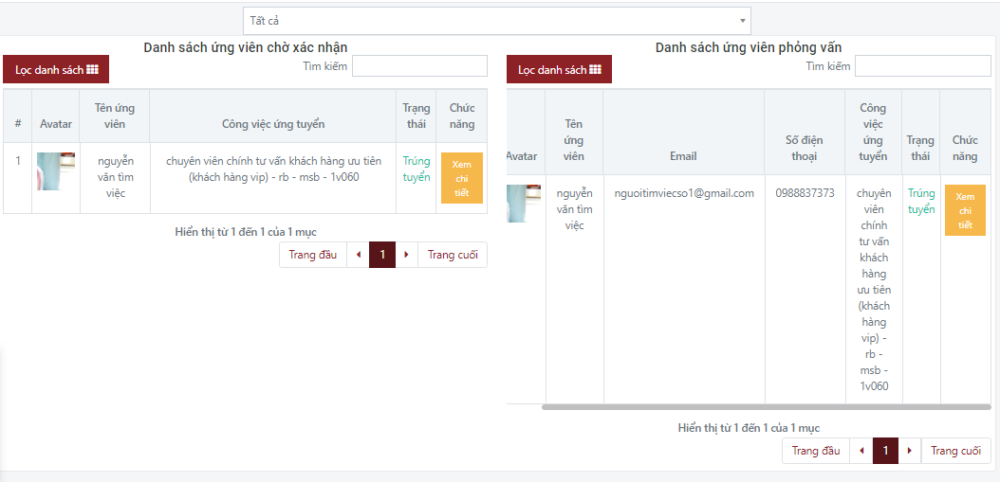 Tất cả
Danh sách ứng viên chờ xác nhận
Lọc danh sách
Tìm kiếm
#
Avatar
Tên ứng
viên
Công việc ứng tuyển
Trạng
thái
Chức
năng
1
nguyễn
văn tìm
việc
chuyên viên chính tư vấn khách hàng ưu tiên
(khách hàng vip) - rb - msb - 1v060
Trúng
tuyển
Xem
chi
tiết
Hiển thị từ 1 đến 1 của 1 mục
Trang đầu
1
Trang cuối
Danh sách ứng viên phỏng vấn
Lọc danh sách
Tìm kiếm
Avatar
Tên
ứng
viên
Email
Số điện
thoại
Công
việc
ứng
tuyển
Trạng
thái
Chức
năng
nguyễn
văn tìm
việc
nguoitimviecso1@gmail.com
0988837373
chuyên
viên
chính
tư vấn
khách
hàng
ưu tiên
(khách
hàng
vip) -
rb -
msb -
1v060
Trúng
tuyển
Xem
chi
tiết
Hiển thị từ 1 đến 1 của 1 mục
Trang đầu
1
Trang cuối